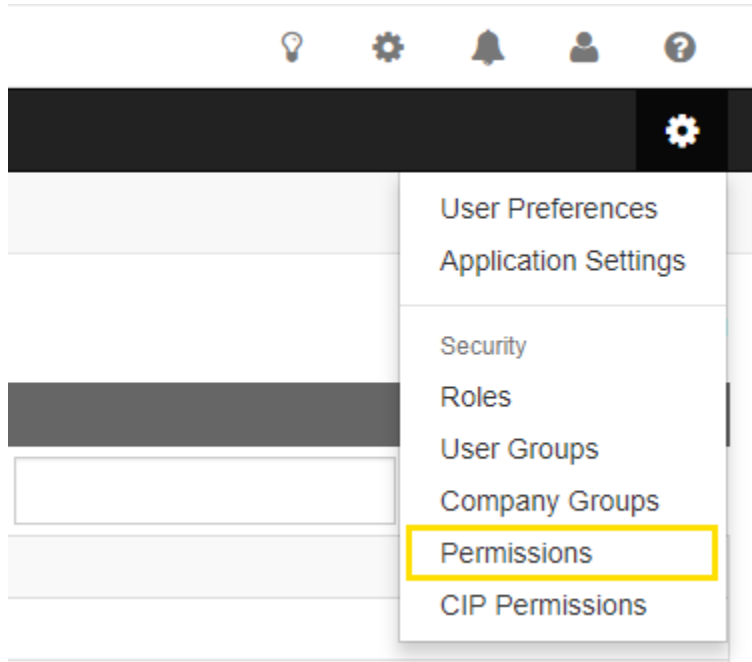 User Preferences
Application Settings
Security
Roles
User Groups
Company Groups
Permissions
CIP Permissions